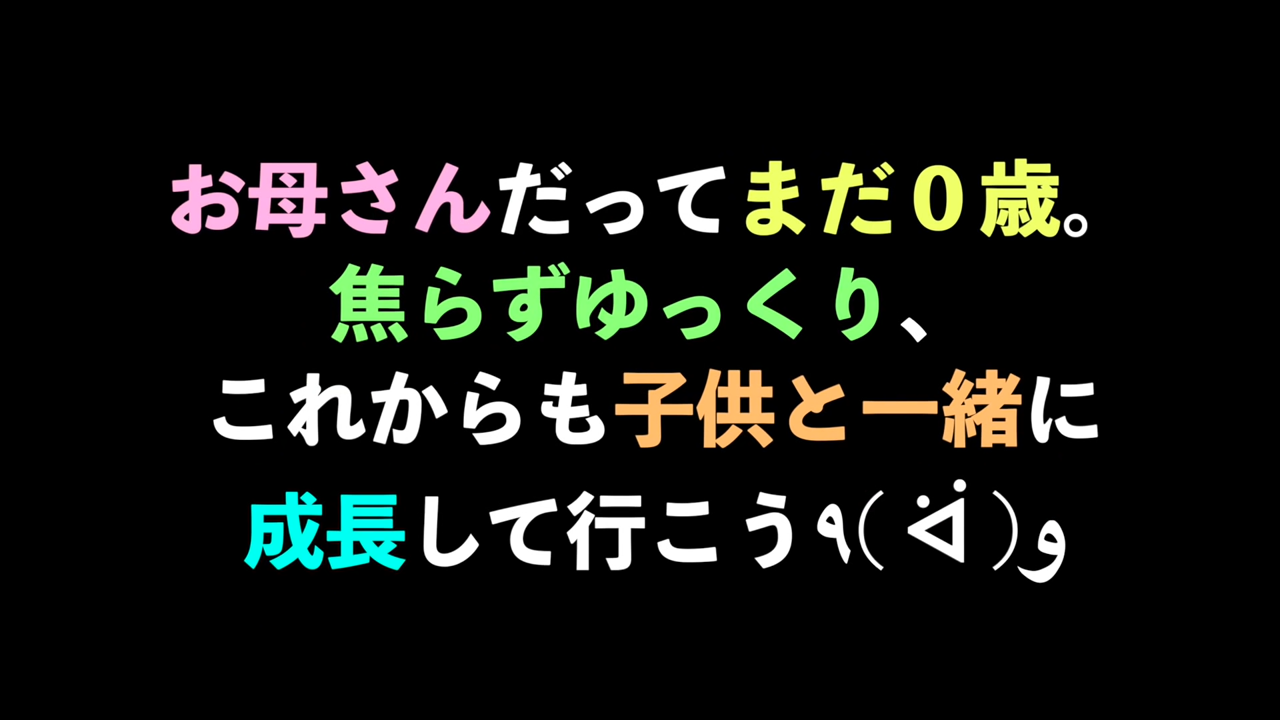 お母さんだってまだ０歳。
焦らずゆっくり、
これからも子供と一緒に
成長して行こう٩( ᐛ )و